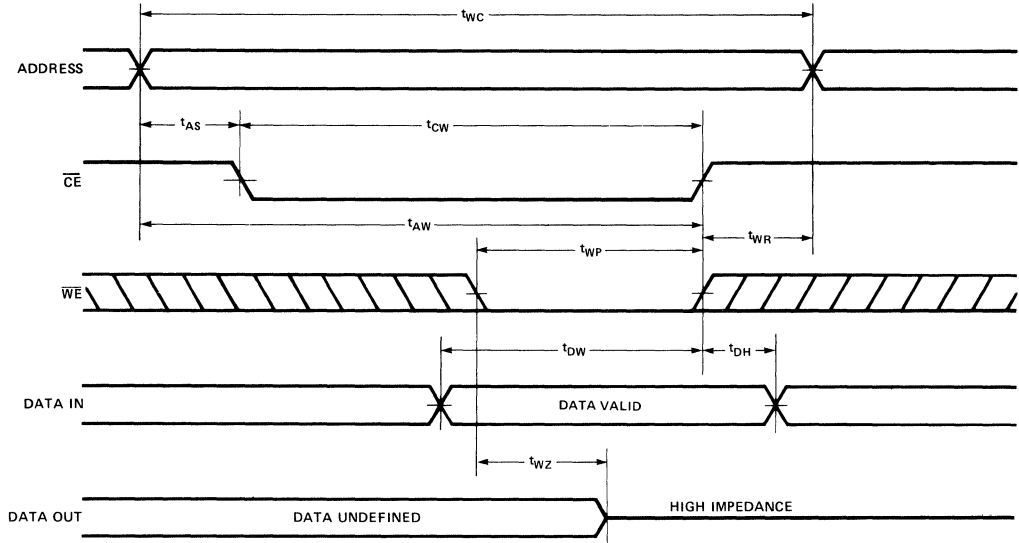 tWC
ADDRESS
tAS
tCW
CE
tAW
tWR
tWP
WE
tDW
tDH
DATA IN
DATA VALID
tWZ
DATA OUT
DATA UNDEFINED
HIGH IMPEDANCE